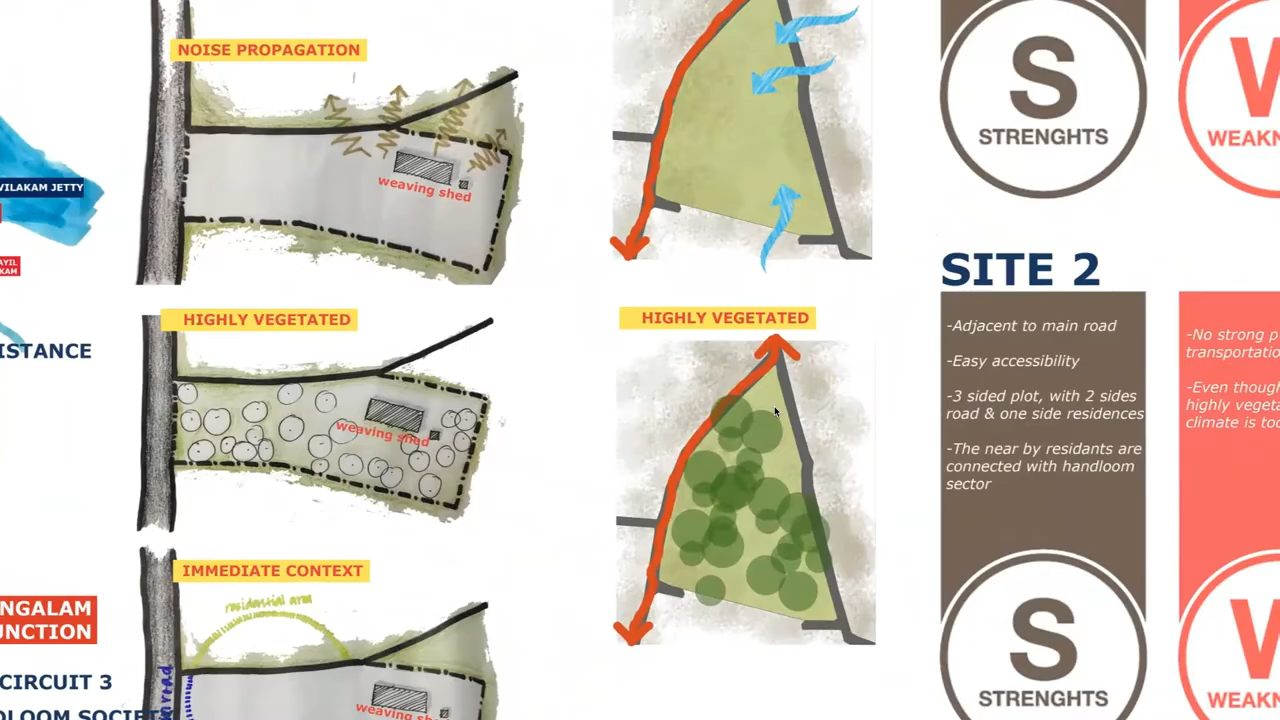 VILAKAM JETTY
ISTANCE
NGALAM
UNCTION
CIRCUIT 3
NOISE PROPAGATION
weaving shed
HIGHLY VEGETATED
weaving shed
IMMEDIATE CONTEXT
residential area
weaving she
HIGHLY VEGETATED
S
STRENGHTS
SITE 2
-Adjacent to main road
-Easy accessibility
-3 sided plot, with 2 sides
road & one side residences
-The near by residants are
connected with handloom
sector
S
STRENGHTS
WEAKN
-No strong p
transportatio
-Even though
highly vegeta
climate is too
WEAKN